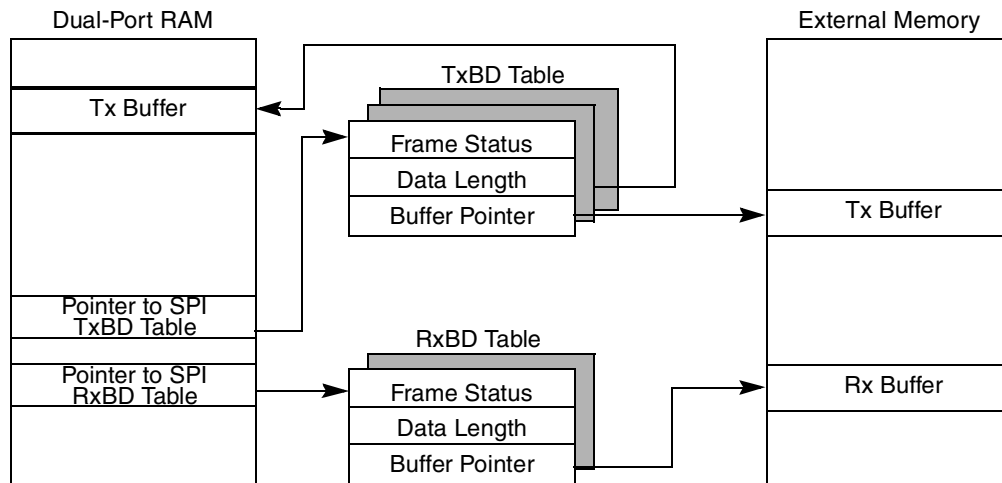 Dual-Port RAM
External Memory
TxBD Table
Tx Buffer
Frame Status
Data Length
Buffer Pointer
Tx Buffer
Pointer to SPI
TxBD Table
RxBD Table
Pointer to SPI
RxBD Table
Frame Status
Rx Buffer
Data Length
Buffer Pointer